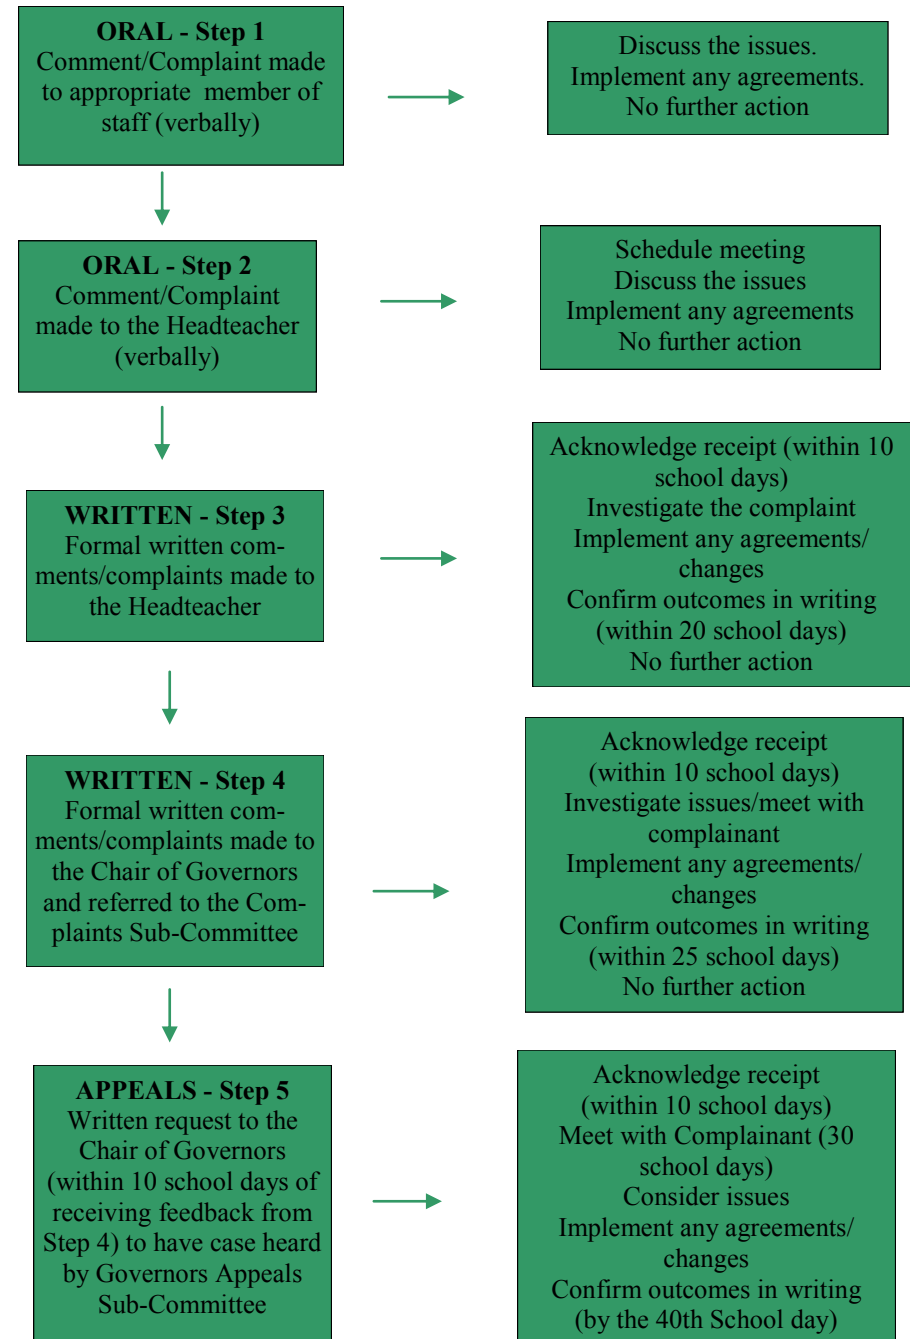 ORAL - Step 1
Comment/Complaint made
to appropriate member of
staff (verbally)
Discuss the issues.
Implement any agreements.
No further action
ORAL - Step 2
Comment/Complaint
made to the Headteacher
(verbally)
Schedule meeting
Discuss the issues
Implement any agreements
No further action
WRITTEN - Step 3
Formal written com-
ments/complaints made to
the Headteacher
Acknowledge receipt (within 10
school days)
Investigate the complaint
Implement any agreements/
changes
Confirm outcomes in writing
(within 20 school days)
No further action
WRITTEN - Step 4
Formal written com-
ments/complaints made to
the Chair of Governors
and referred to the Com-
plaints Sub-Committee
Acknowledge receipt
(within 10 school days)
Investigate issues/meet with
complainant
Implement any agreements/
changes
Confirm outcomes in writing
(within 25 school days)
No further action
APPEALS - Step 5
Written request to the
Chair of Governors
(within 10 school days of
receiving feedback from
Step 4) to have case heard
by Governors Appeals
Sub-Committee
Acknowledge receipt
(within 10 school days)
Meet with Complainant (30
school days)
Consider issues
Implement any agreements/
changes
Confirm outcomes in writing
(by the 40th School day)